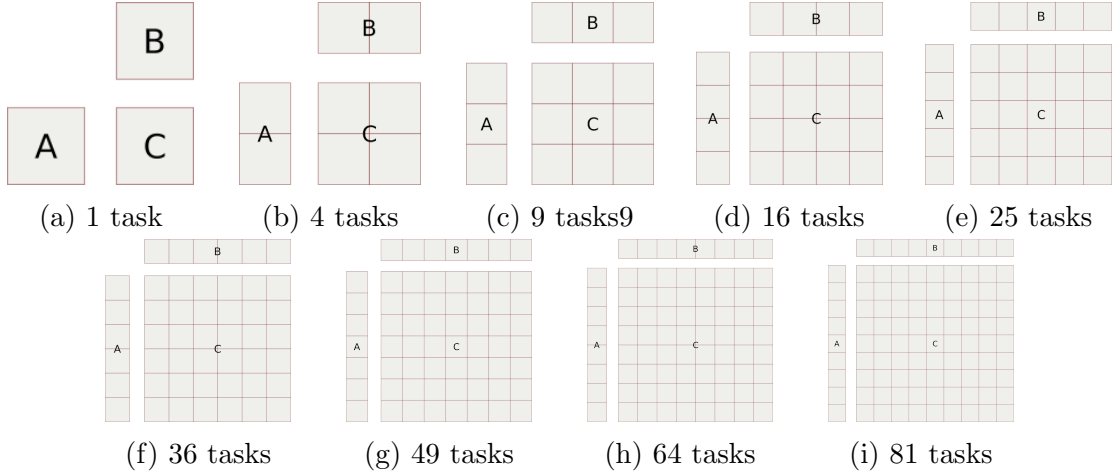 B B B B B
A C A C A C A C A C
(a) 1 task (b) 4 tasks (c) 9 tasks9 (d) 16 tasks (e) 25 tasks
B B B B
A C A C A C A C
(f) 36 tasks (g) 49 tasks (h) 64 tasks (i) 81 tasks